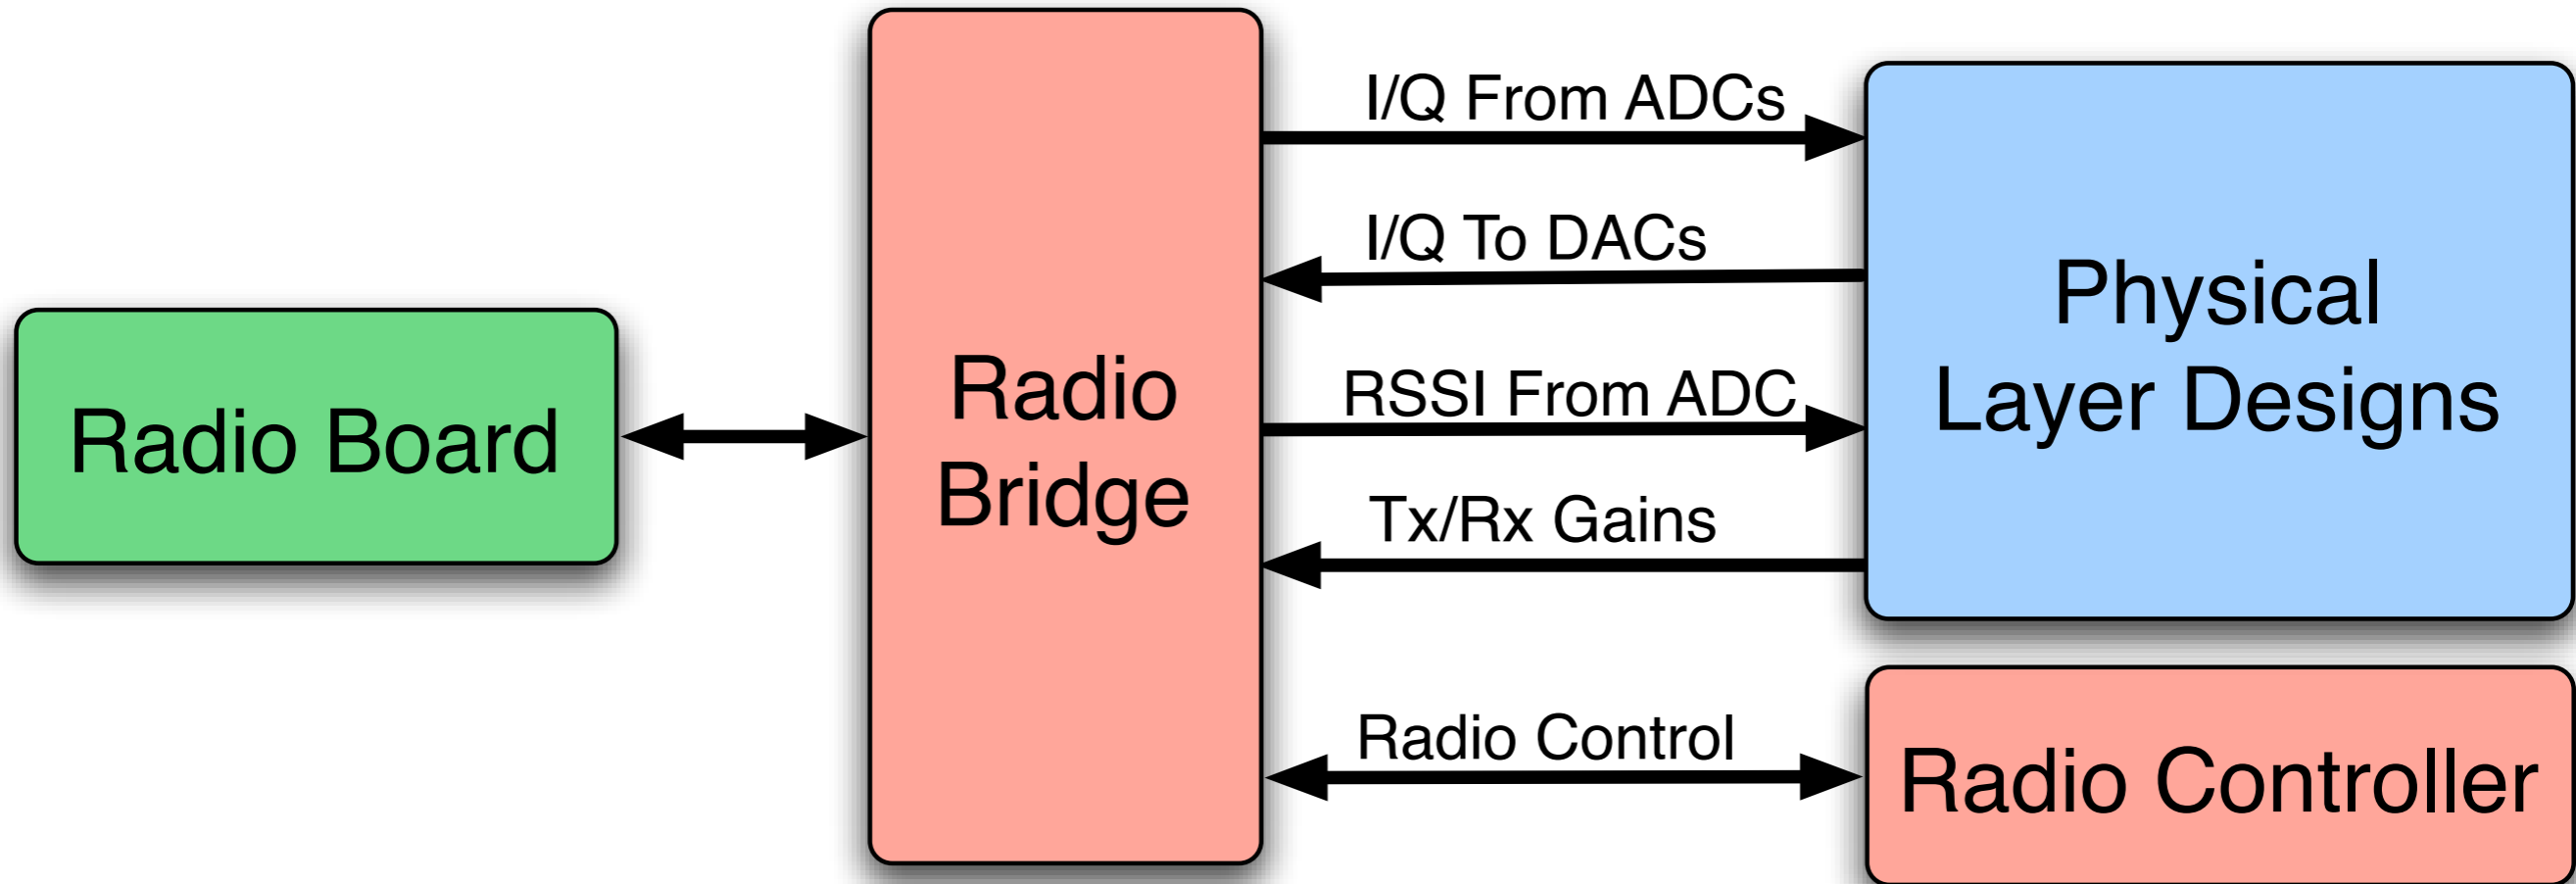 Radio Board
Radio
Bridge
I/Q From ADCs
I/Q To DACs
RSSI From ADC
Tx/Rx Gains
Radio Control
Physical
Layer Designs
Radio Controller